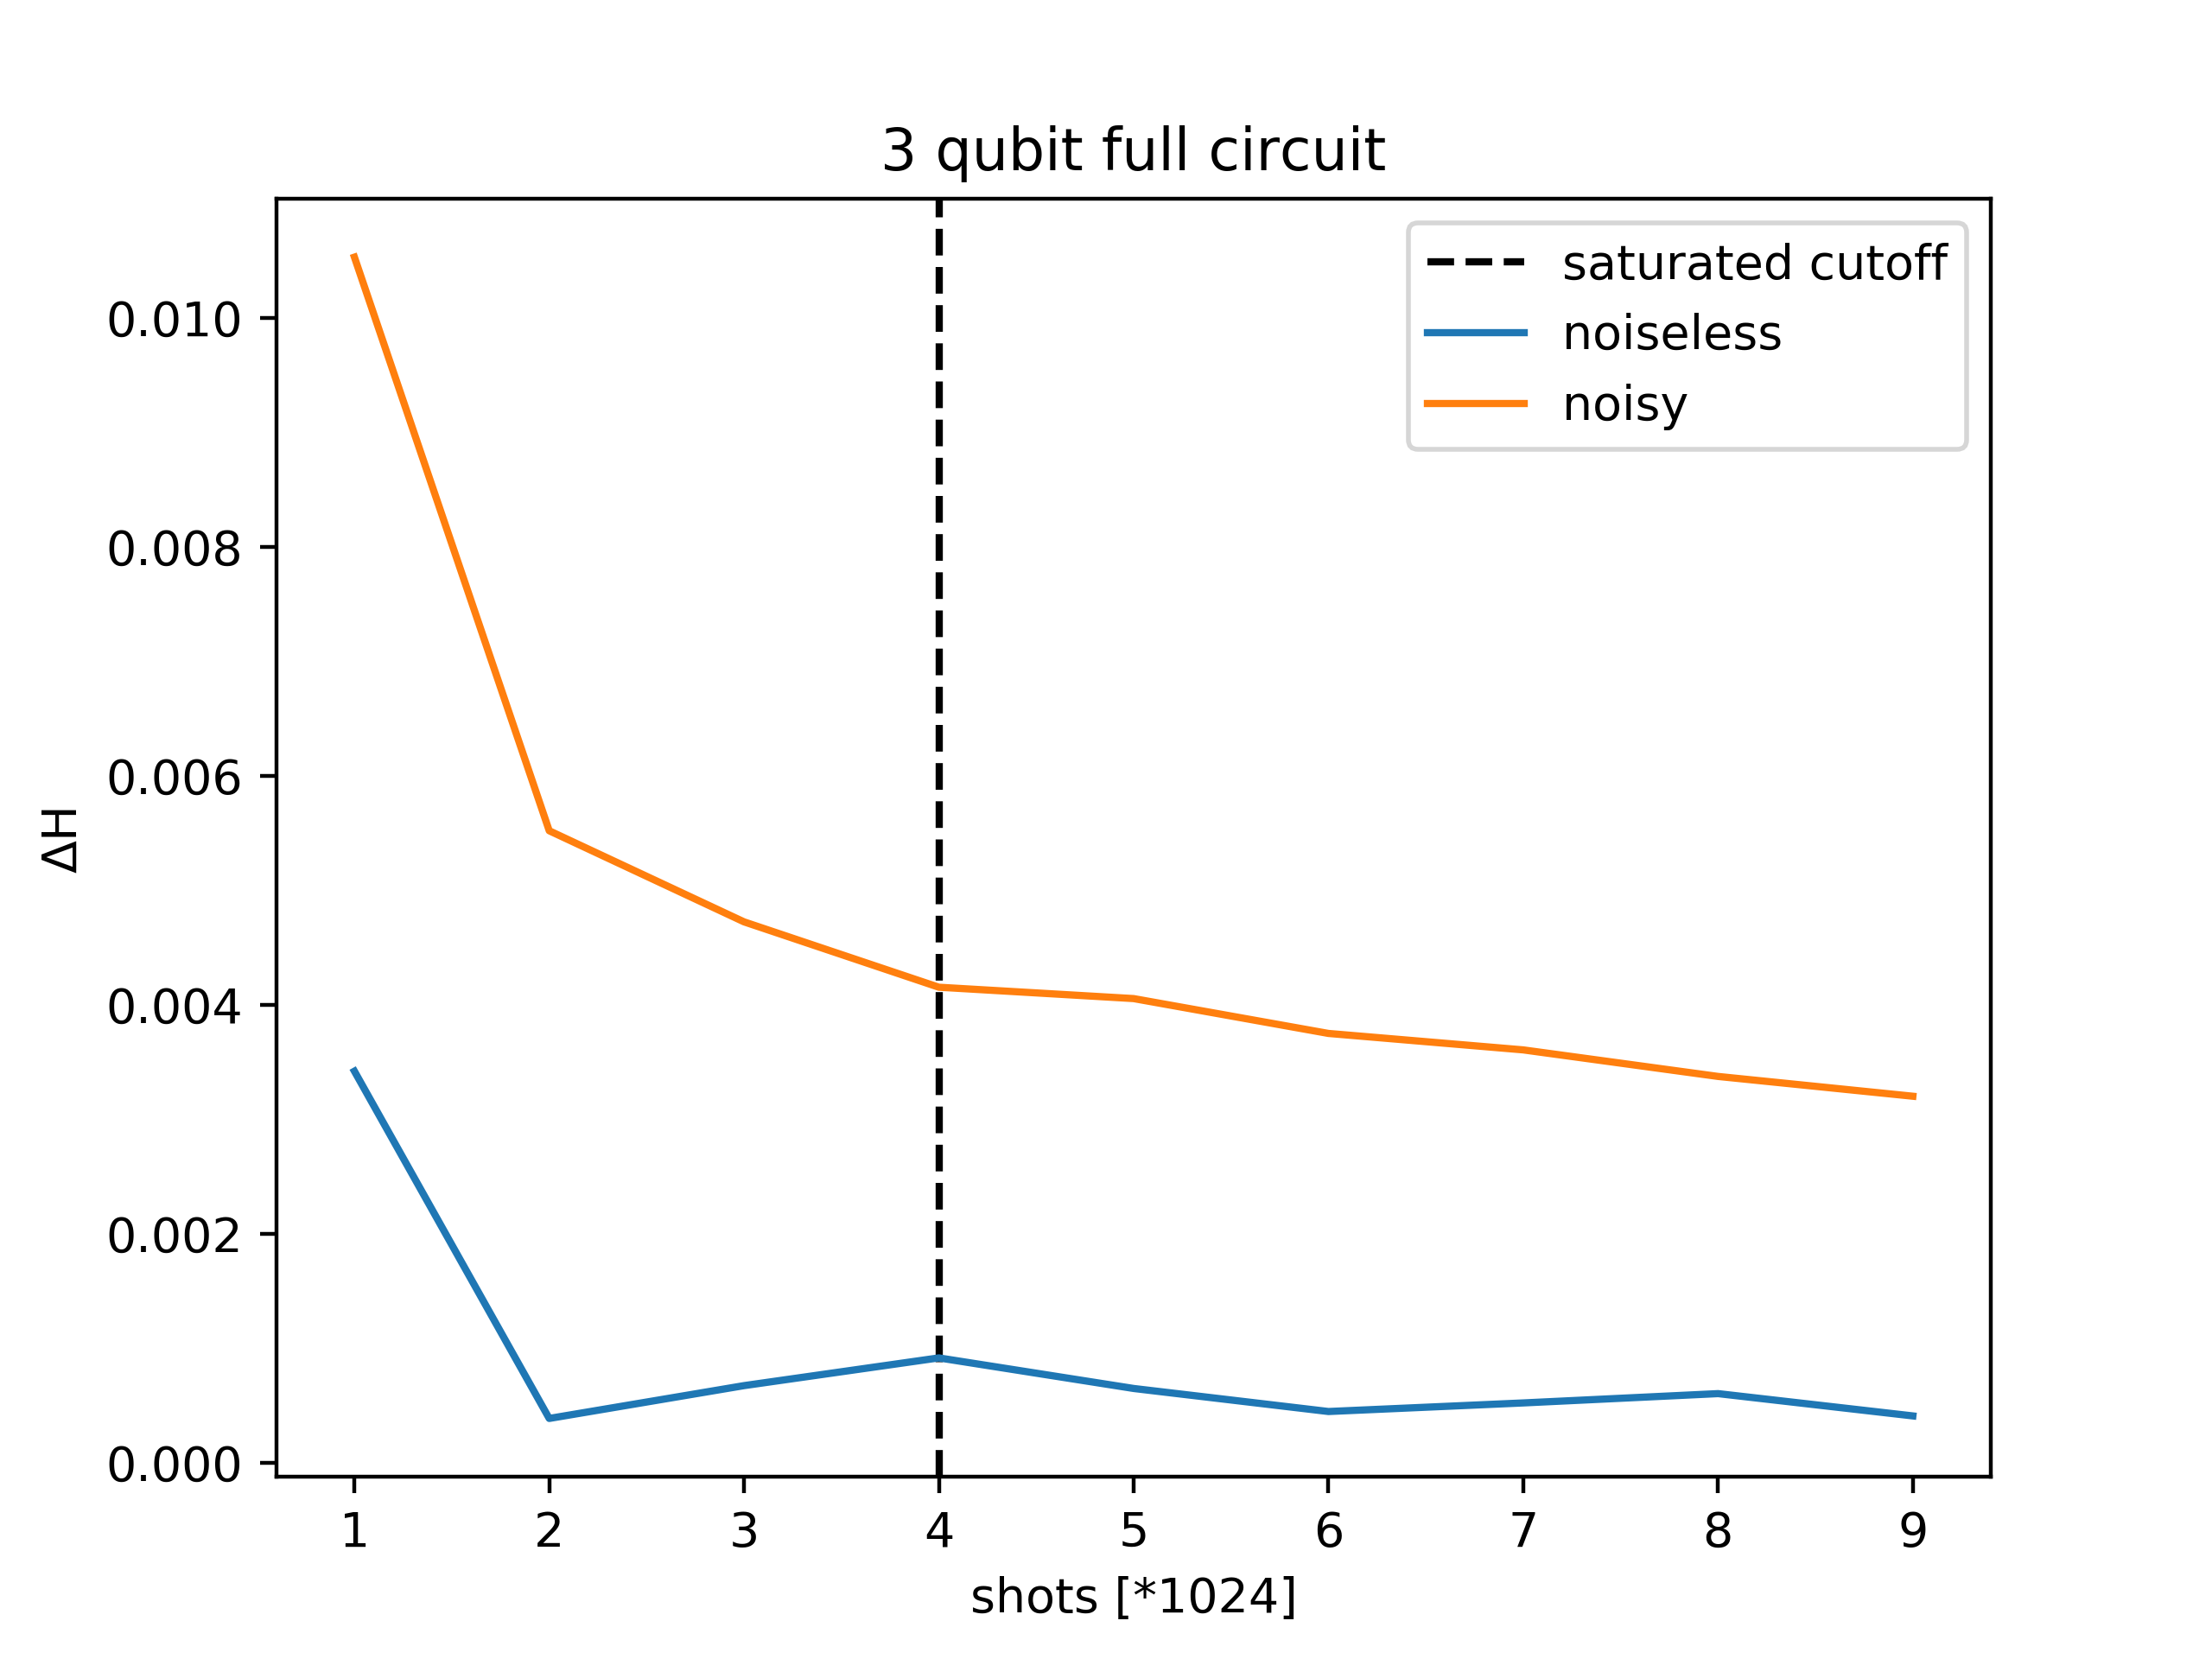 3 qubit full circuit
saturated cutoff
noiseless
noisy
0.010
0.008
0.006
0.004
0.002
0.000
ΔH
1 2 3 4 5 6 7 8 9
shots [*1024]